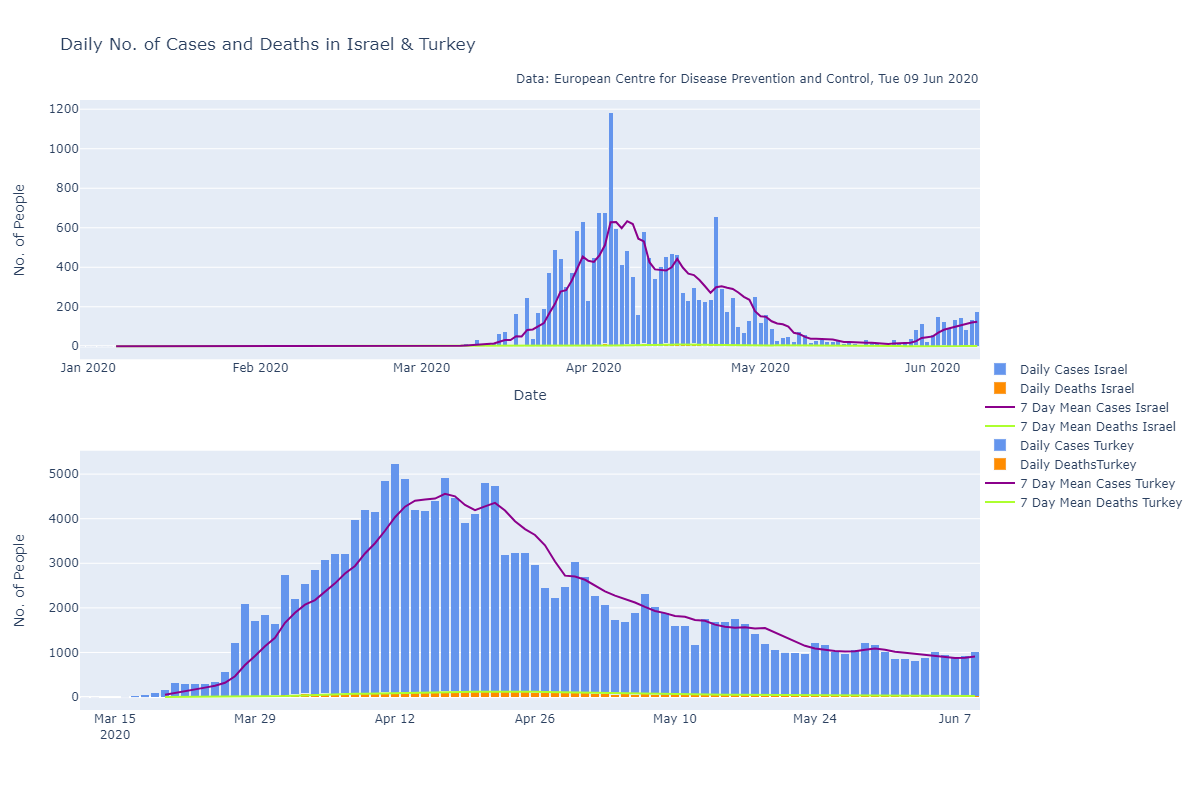 Daily No. of Cases and Deaths in Israel & Turkey
Data: European Centre for Disease Prevention and Control, Tue 09 Jun 2020
No. of People
1200
1000
800
600
400
200
0
Jan 2020 Feb 2020 Mar 2020 Apr 2020 May 2020 Jun 2020
Date
Daily Cases Israel
Daily Deaths Israel
7 Day Mean Cases Israel
7 Day Mean Deaths Israel
Daily Cases Turkey
Daily DeathsTurkey
7 Day Mean Cases Turkey
7 Day Mean Deaths Turkey
No. of People
5000
4000
3000
2000
1000
0
Mar 15 Mar 29 Apr 12 Apr 26 May 10 May 24 Jun 7
2020